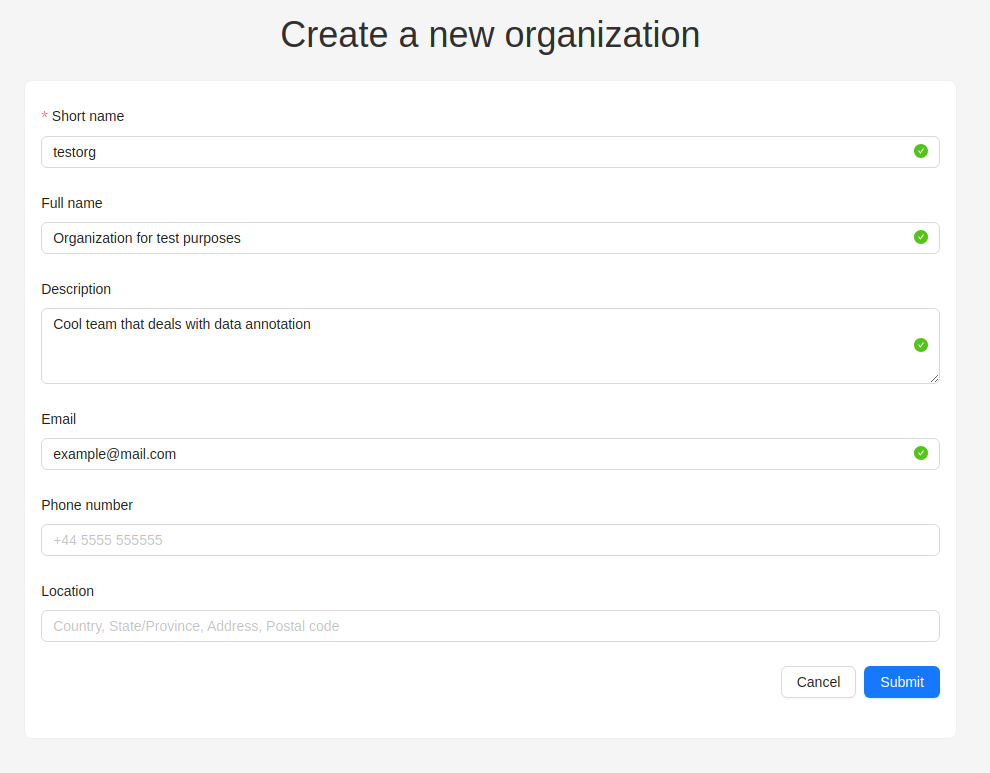 Create a new organization
* Short name
testorg
Full name
Organization for test purposes
Description
Cool team that deals with data annotation
Email
example@mail.com
Phone number
+44 5555 555555
Location
Country, State/Province, Address, Postal code
Cancel Submit